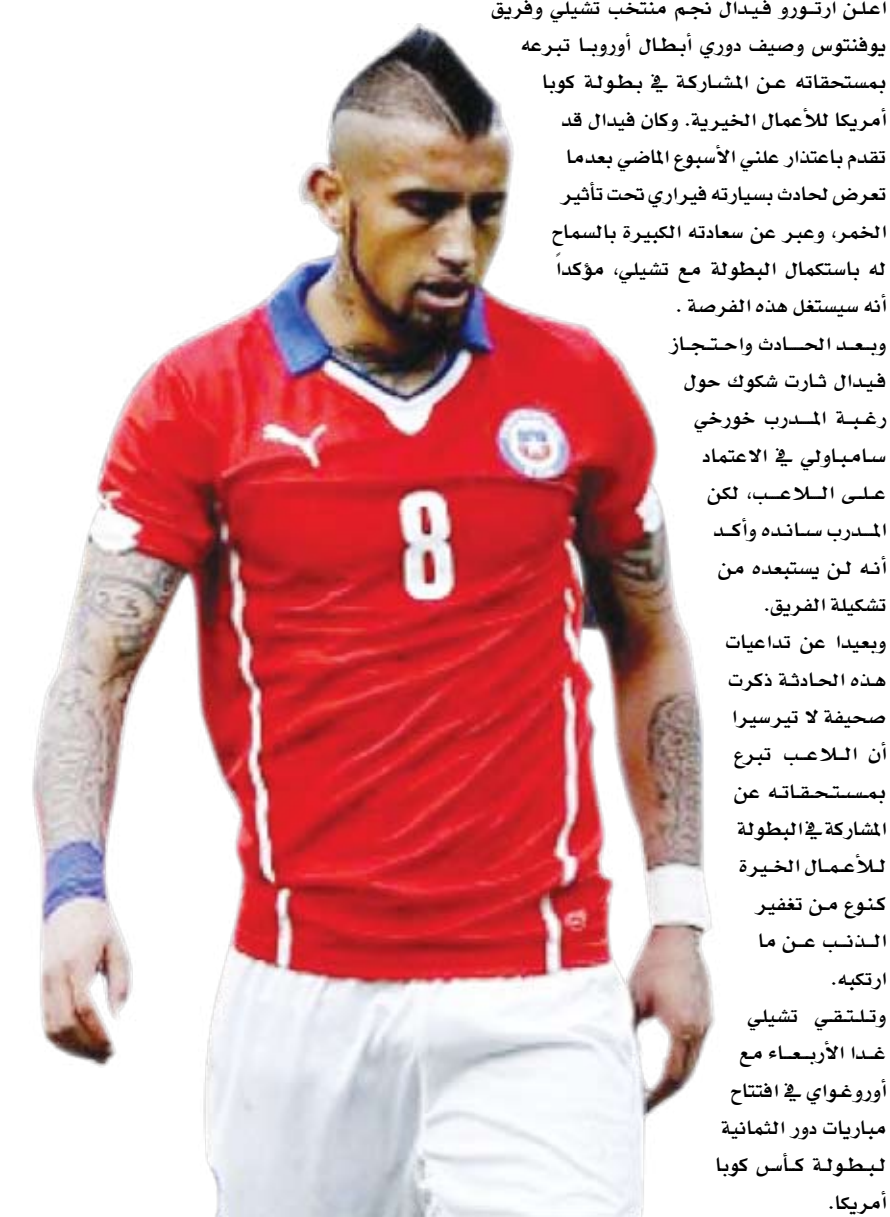 اعلن ارتورو فيدال نجم منتخب تشيلي وفريق
يوفنتوس وصيف دوري أبطال أوروبا تبرعه
بمستحقاته عن المشاركة في بطولة كوبا
أمريكا للأعمال الخيرية. وكان فيدال قد
تقدم باعتذار علني الأسبوع الماضي بعدما
تعرض لحادث بسيارته فيراري تحت تأثير
الخمر، وعبر عن سعادته الكبيرة بالسماح
له باستكمال البطولة مع تشيلي، مؤكداً
أنه سيستغل هذه الفرصة .
وبعد الحادث واحتجاز
فيدال ثارت شكوك حول
رغبة المدرب خورخي
سامباولي في الاعتماد
على اللاعب، لكن
المدرب سانده وأكد
أنه لن يستبعده من
تشكيلة الفريق.
وبعيدا عن تداعيات
هذه الحادثة ذكرت
صحيفة لا تيرسيرا
أن اللاعب تبرع
بمستحقاته عن
المشاركة في البطولة
للأعمال الخيرة
كنوع من تغفير
الذنب عن ما
ارتكبه.
وتلتقي تشيلي
غدا الأربعاء مع
أوروغواي في افتتاح
مباريات دور الثمانية
لبطولة كأس كوبا
أمريكا.
8